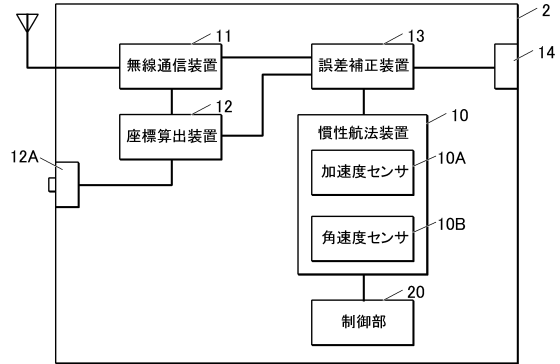 2
11
無線通信装置
13
誤差補正装置
14
12
座標算出装置
12A
慣性航法装置
10
加速度センサ
10A
角速度センサ
10B
20
制御部